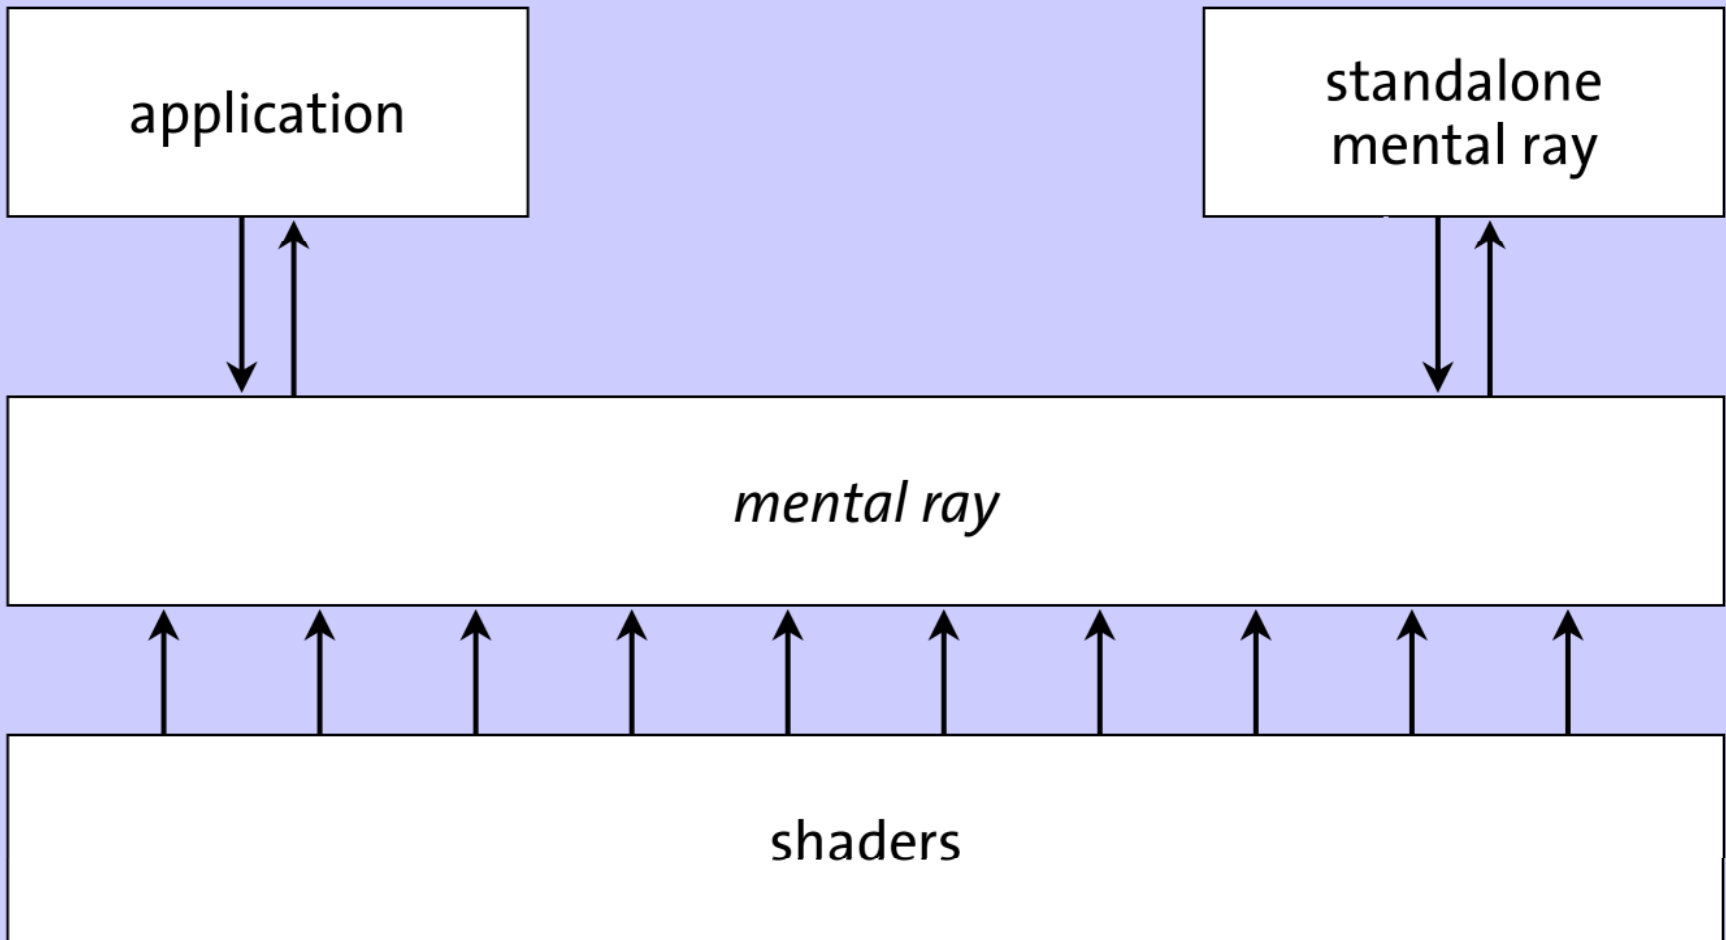 application
standalone
mental ray
mental ray
shaders